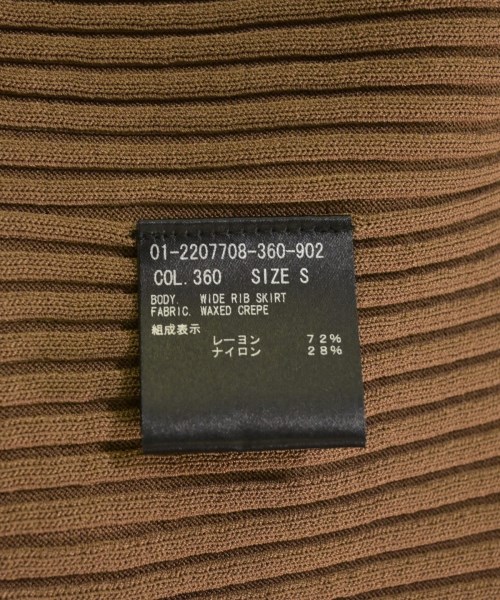 01-2207708-360-902
COL. 360 SIZE S
BODY. WIDE RIB SKIRT
FABRIC. WAXED CREPE
組成表示
レーヨン 72%
ナイロン 28%